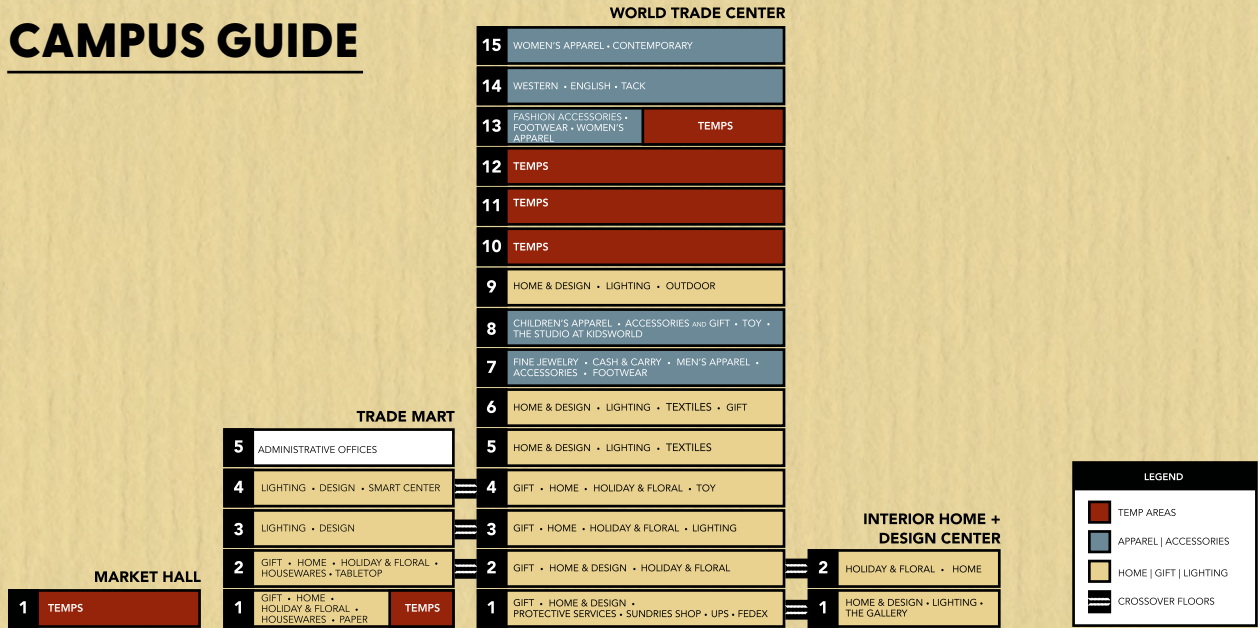 CAMPUS GUIDE
WORLD TRADE CENTER
15 WOMEN'S APPAREL • CONTEMPORARY
14 WESTERN • ENGLISH • TACK
13 FASHION ACCESSORIES •
FOOTWEAR • WOMEN'S
APPAREL
TEMPS
12 TEMPS
11 TEMPS
10 TEMPS
9 HOME & DESIGN • LIGHTING • OUTDOOR
8 CHILDREN'S APPAREL • ACCESSORIES AND GIFT • TOY •
THE STUDIO AT KIDSWORLD
7 FINE JEWELRY • CASH & CARRY • MEN'S APPAREL •
ACCESSORIES • FOOTWEAR
6 HOME & DESIGN • LIGHTING • TEXTILES • GIFT
5 HOME & DESIGN • LIGHTING • TEXTILES
4 GIFT • HOME • HOLIDAY & FLORAL • TOY
3 GIFT • HOME • HOLIDAY & FLORAL • LIGHTING
2 GIFT • HOME & DESIGN • HOLIDAY & FLORAL
1 GIFT • HOME & DESIGN •
PROTECTIVE SERVICES • SUNDRIES SHOP • UPS • FEDEX
TRADE MART
5 ADMINISTRATIVE OFFICES
4 LIGHTING • DESIGN • SMART CENTER
3 LIGHTING • DESIGN
2 GIFT • HOME • HOLIDAY & FLORAL •
HOUSEWARES • TABLETOP
1 GIFT • HOME •
HOLIDAY & FLORAL •
HOUSEWARES • PAPER
TEMPS
MARKET HALL
1 TEMPS
INTERIOR HOME +
DESIGN CENTER
2 HOLIDAY & FLORAL • HOME
1 HOME & DESIGN • LIGHTING •
THE GALLERY
LEGEND
TEMP AREAS
APPAREL | ACCESSORIES
HOME | GIFT | LIGHTING
CROSSOVER FLOORS